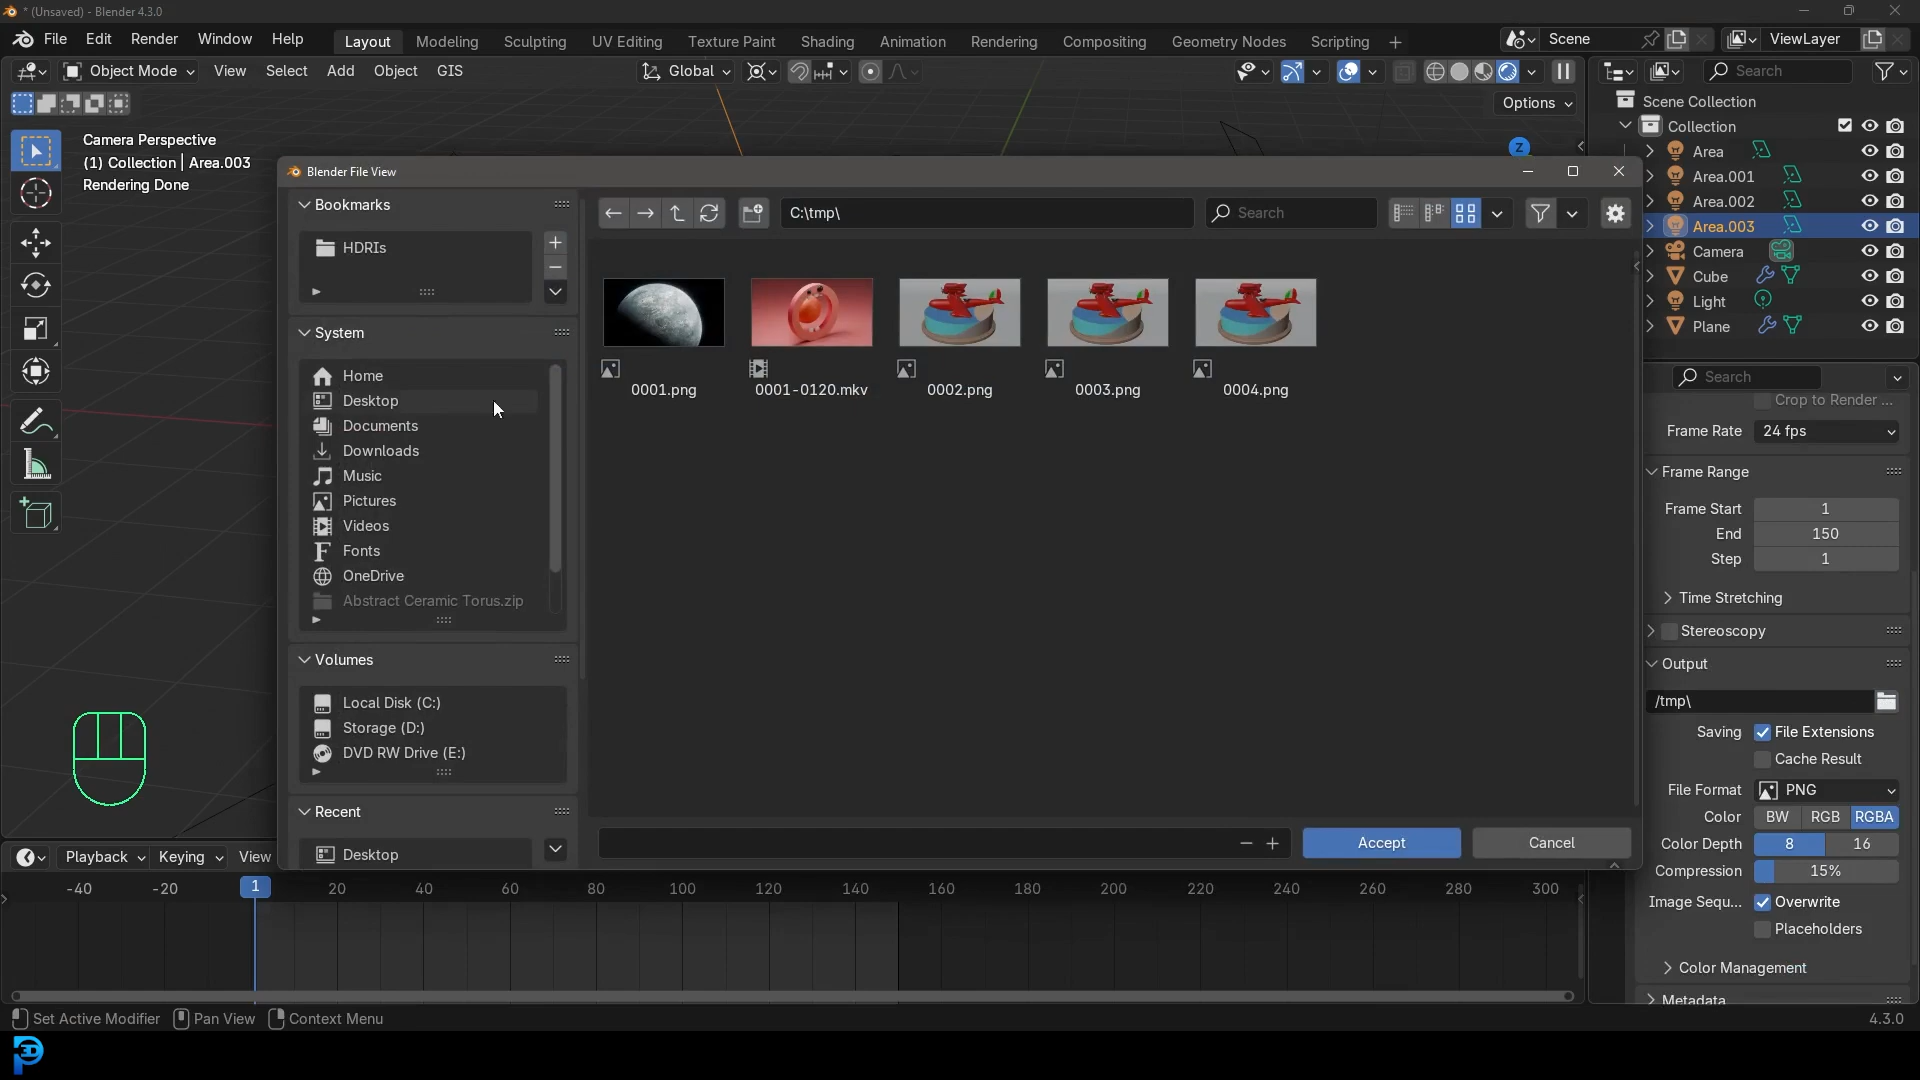 * (Unsaved) - Blender 4.3.0
File Edit Render Window Help
Layout Modeling Sculpting UV Editing Texture Paint Shading Animation Rendering Compositing Geometry Nodes Scripting +
Scene
ViewLayer
Object Mode View Select Add Object GIS
Global
Search
Options
Camera Perspective
(1) Collection | Area.003
Rendering Done
Z
Scene Collection
Collection
Area
Area.001
Area.002
Area.003
Camera
Cube
Light
Plane
Blender File View
Bookmarks
HDRIs
System
Home
Desktop
Documents
Downloads
Music
Pictures
Videos
Fonts
OneDrive
Abstract Ceramic Torus.zip
Volumes
Local Disk (C:)
Storage (D:)
DVD RW Drive (E:)
Recent
Desktop
C:\tmp\
Search
0001.png
0001-0120.mkv
0002.png
0003.png
0004.png
Accept
Cancel
Search
Crop to Render ...
Frame Rate 24 fps
Frame Range
Frame Start 1
End 150
Step 1
Time Stretching
Stereoscopy
Output
/tmp\
Saving File Extensions
Cache Result
File Format PNG
Color BW RGB RGBA
Color Depth 8 16
Compression 15%
Image Sequ... Overwrite
Placeholders
Color Management
Metadata
Playback Keying View
-40 -20 1 20 40 60 80 100 120 140 160 180 200 220 240 260 280 300
Set Active Modifier Pan View Context Menu
4.3.0